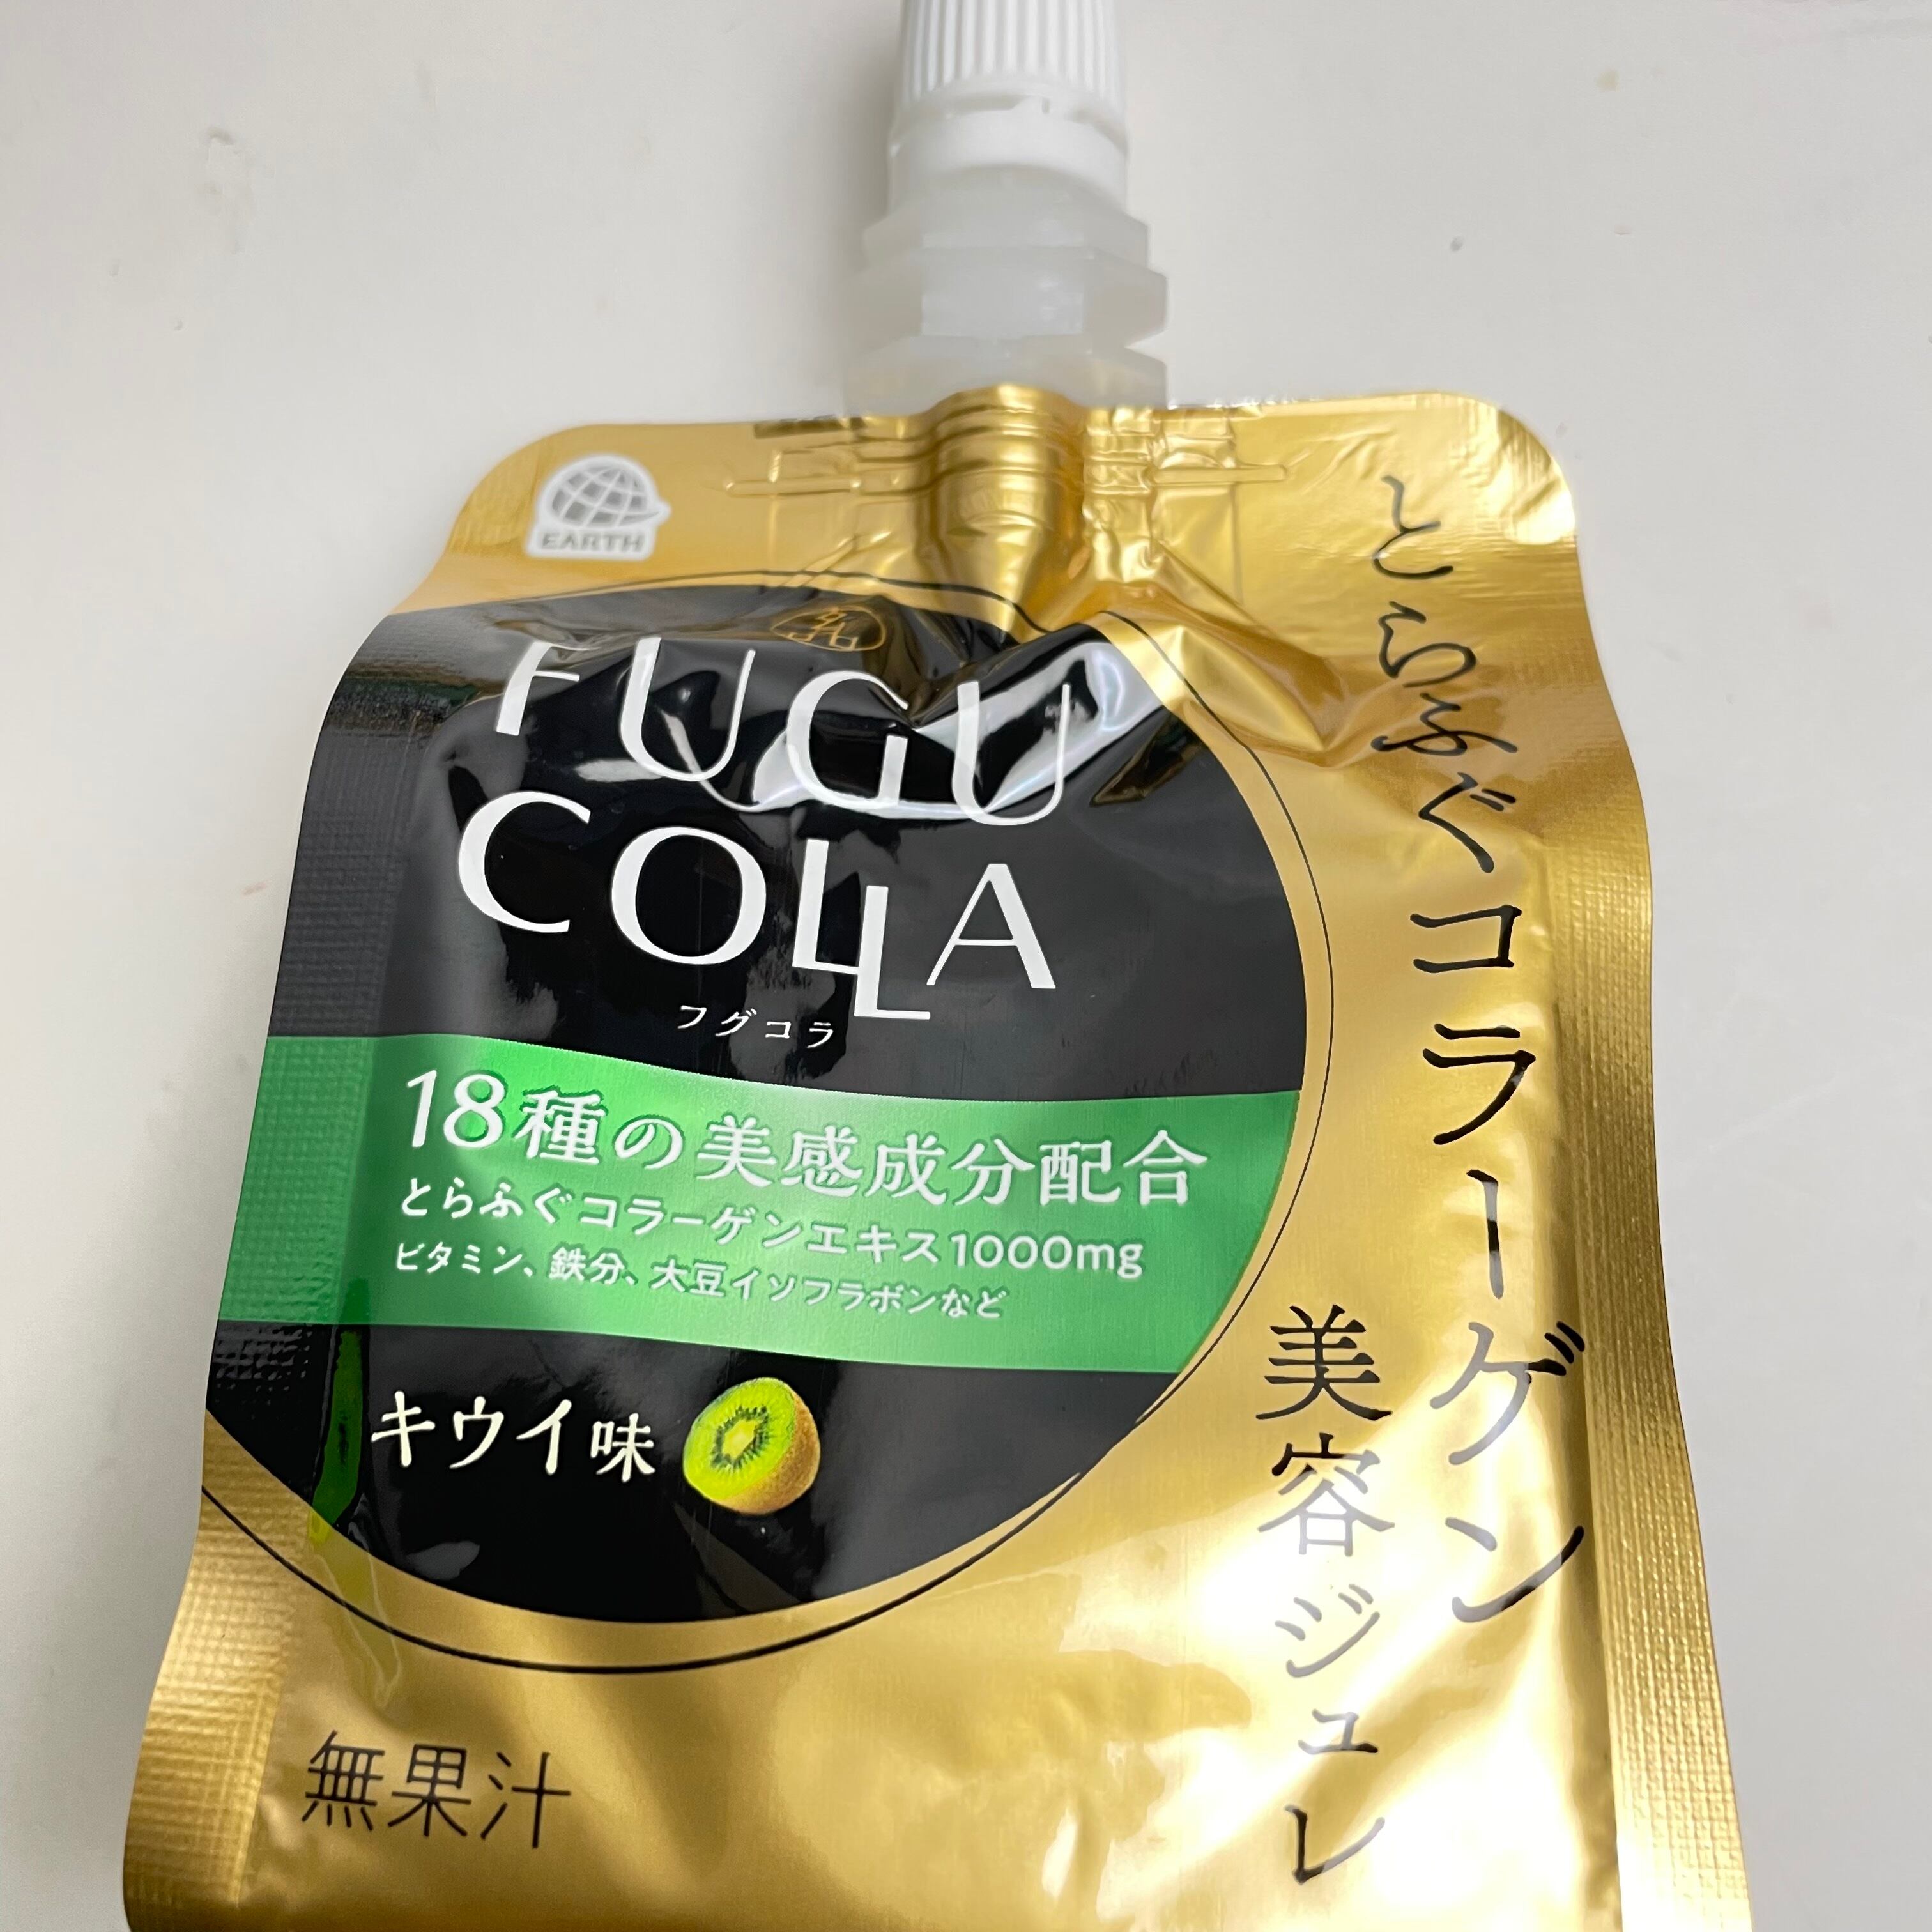 EARTH
FUGU
COLLA
フグコラ
18種の美感成分配合
とらふぐコラーゲンエキス1000mg
ビタミン、鉄分、大豆イソフラボンなど
キウイ味
無果汁
とらふぐコラーゲン
美容ジュレ